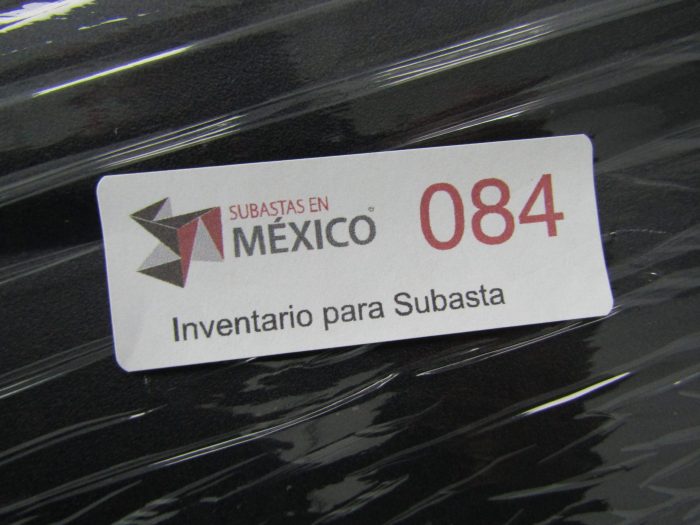 SUBASTAS EN
MÉXICO
084
Inventario para Subasta